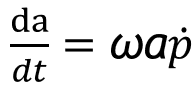 da/dt = ωaṗ